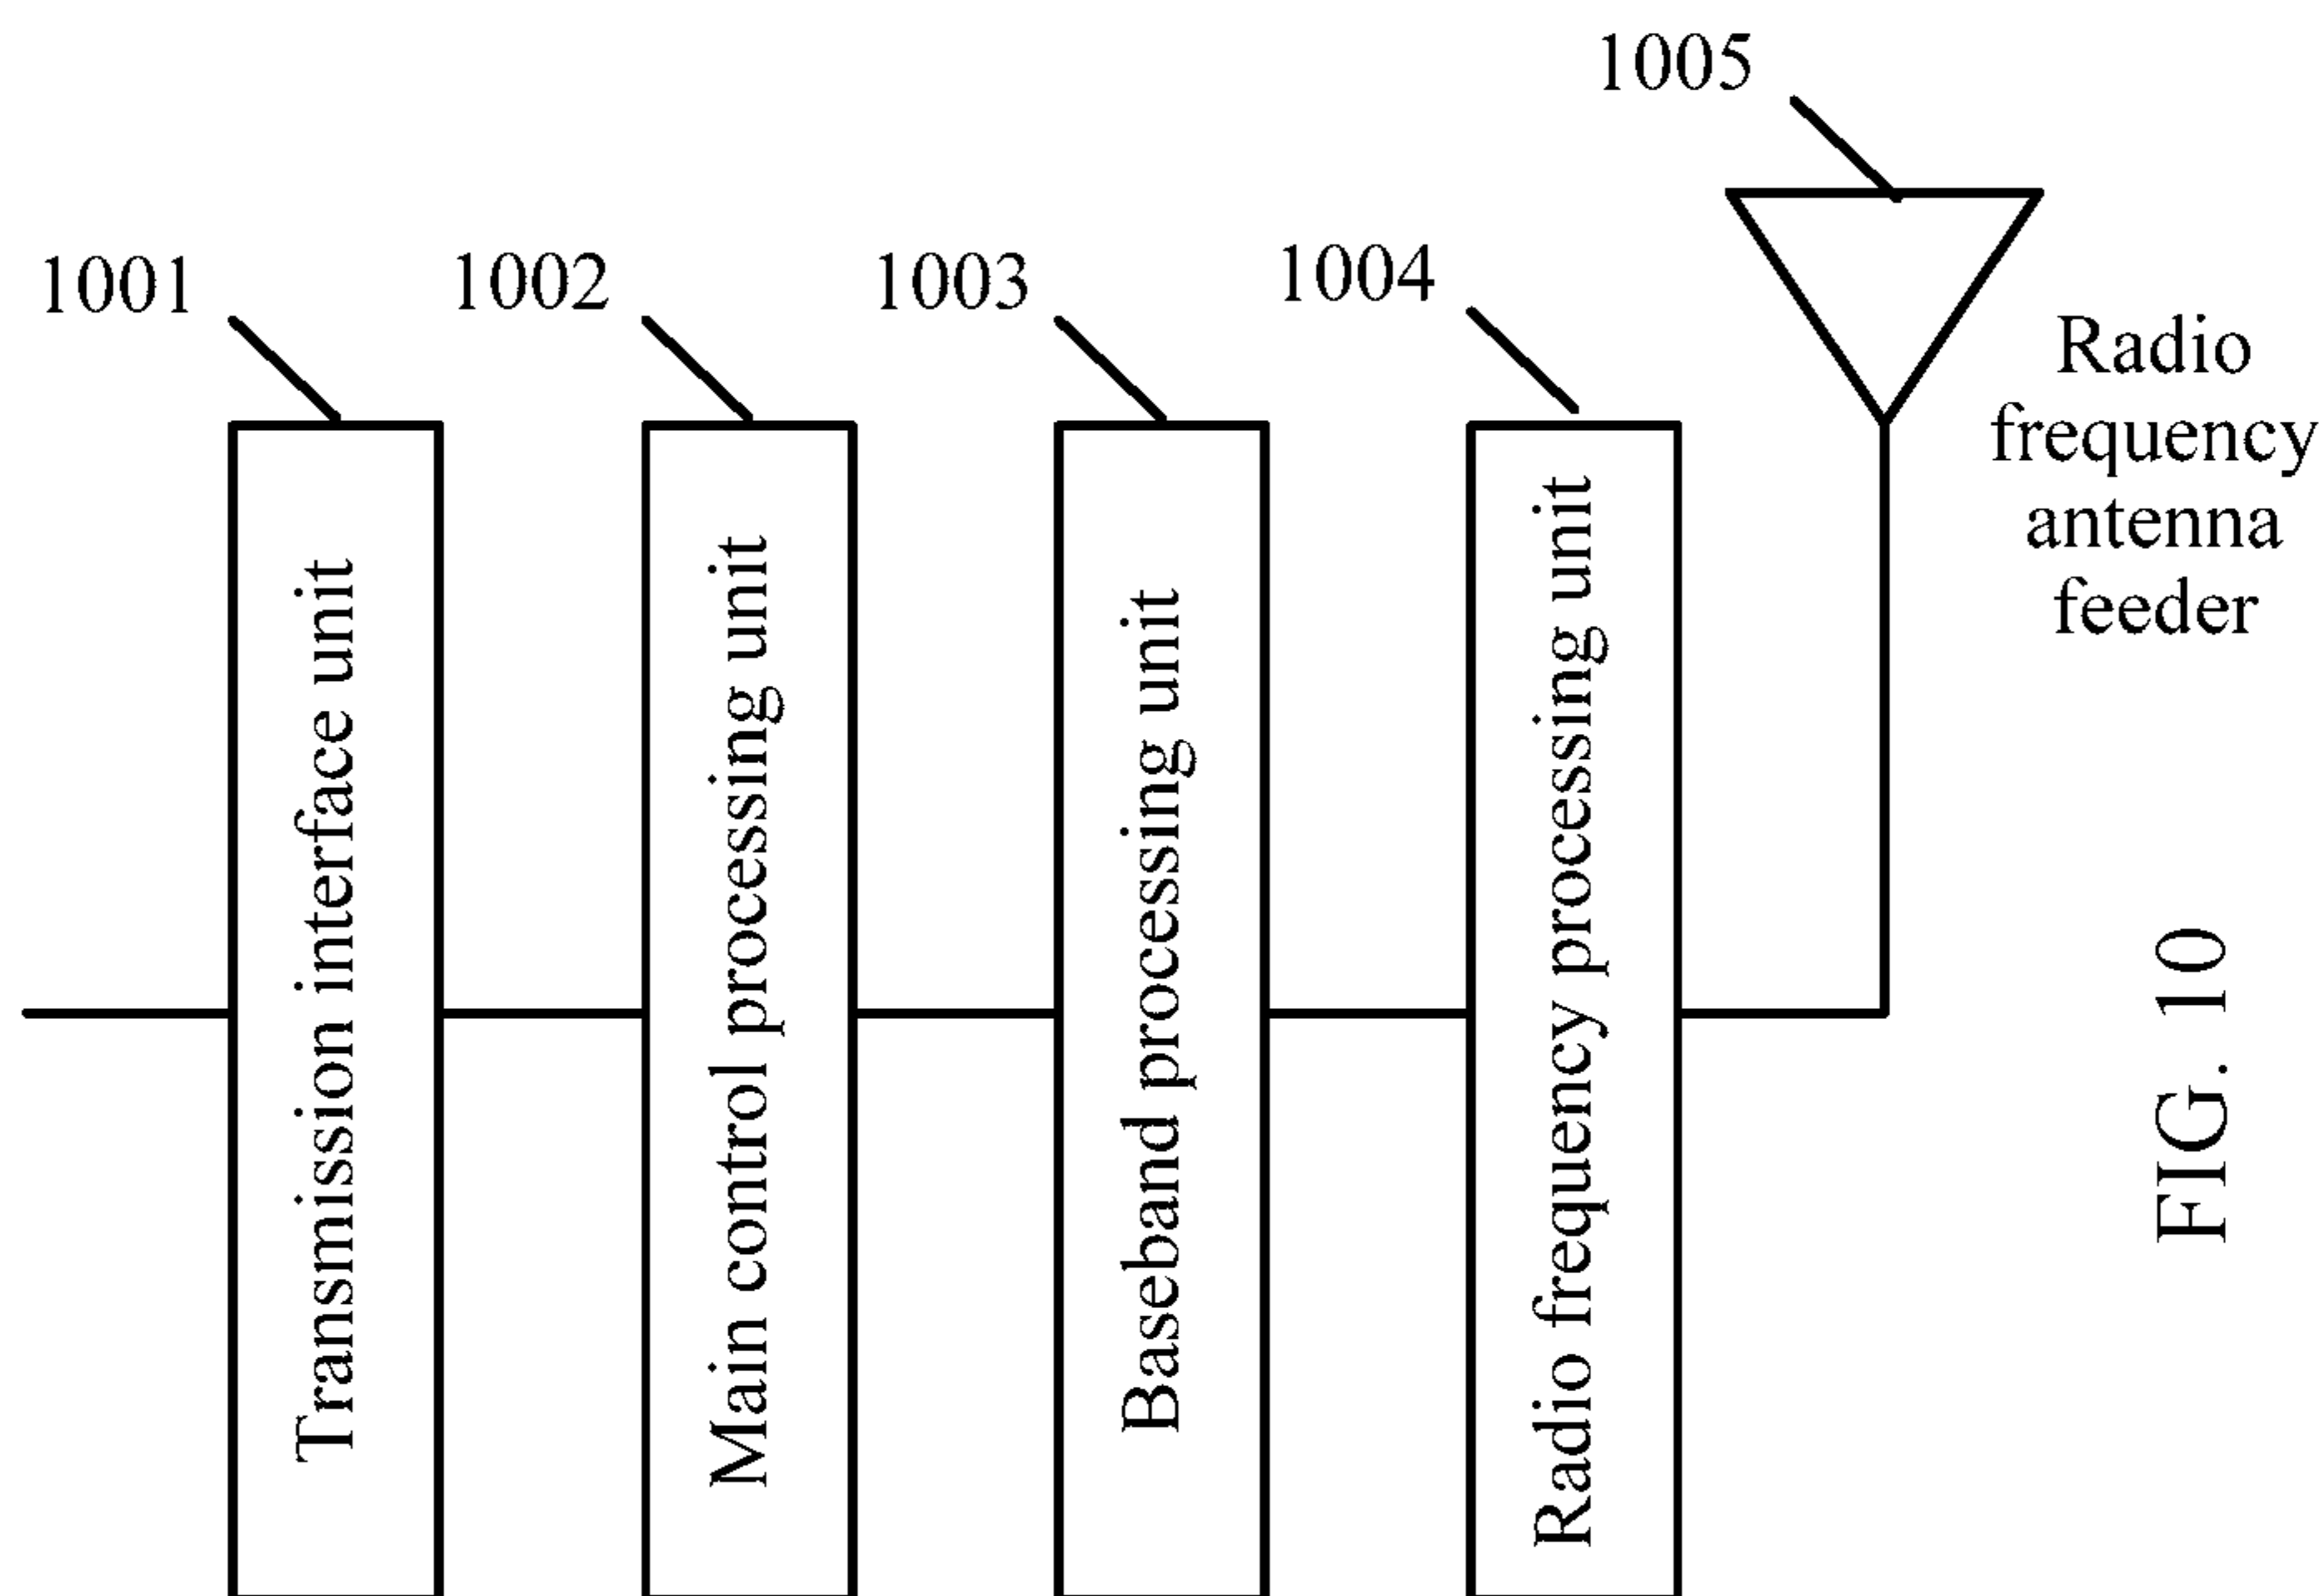 1005
1001
1002
1003
1004
Radio
frequency
antenna
feeder
Transmission interface unit
Main control processing unit
Baseband processing unit
Radio frequency processing unit
FIG. 10